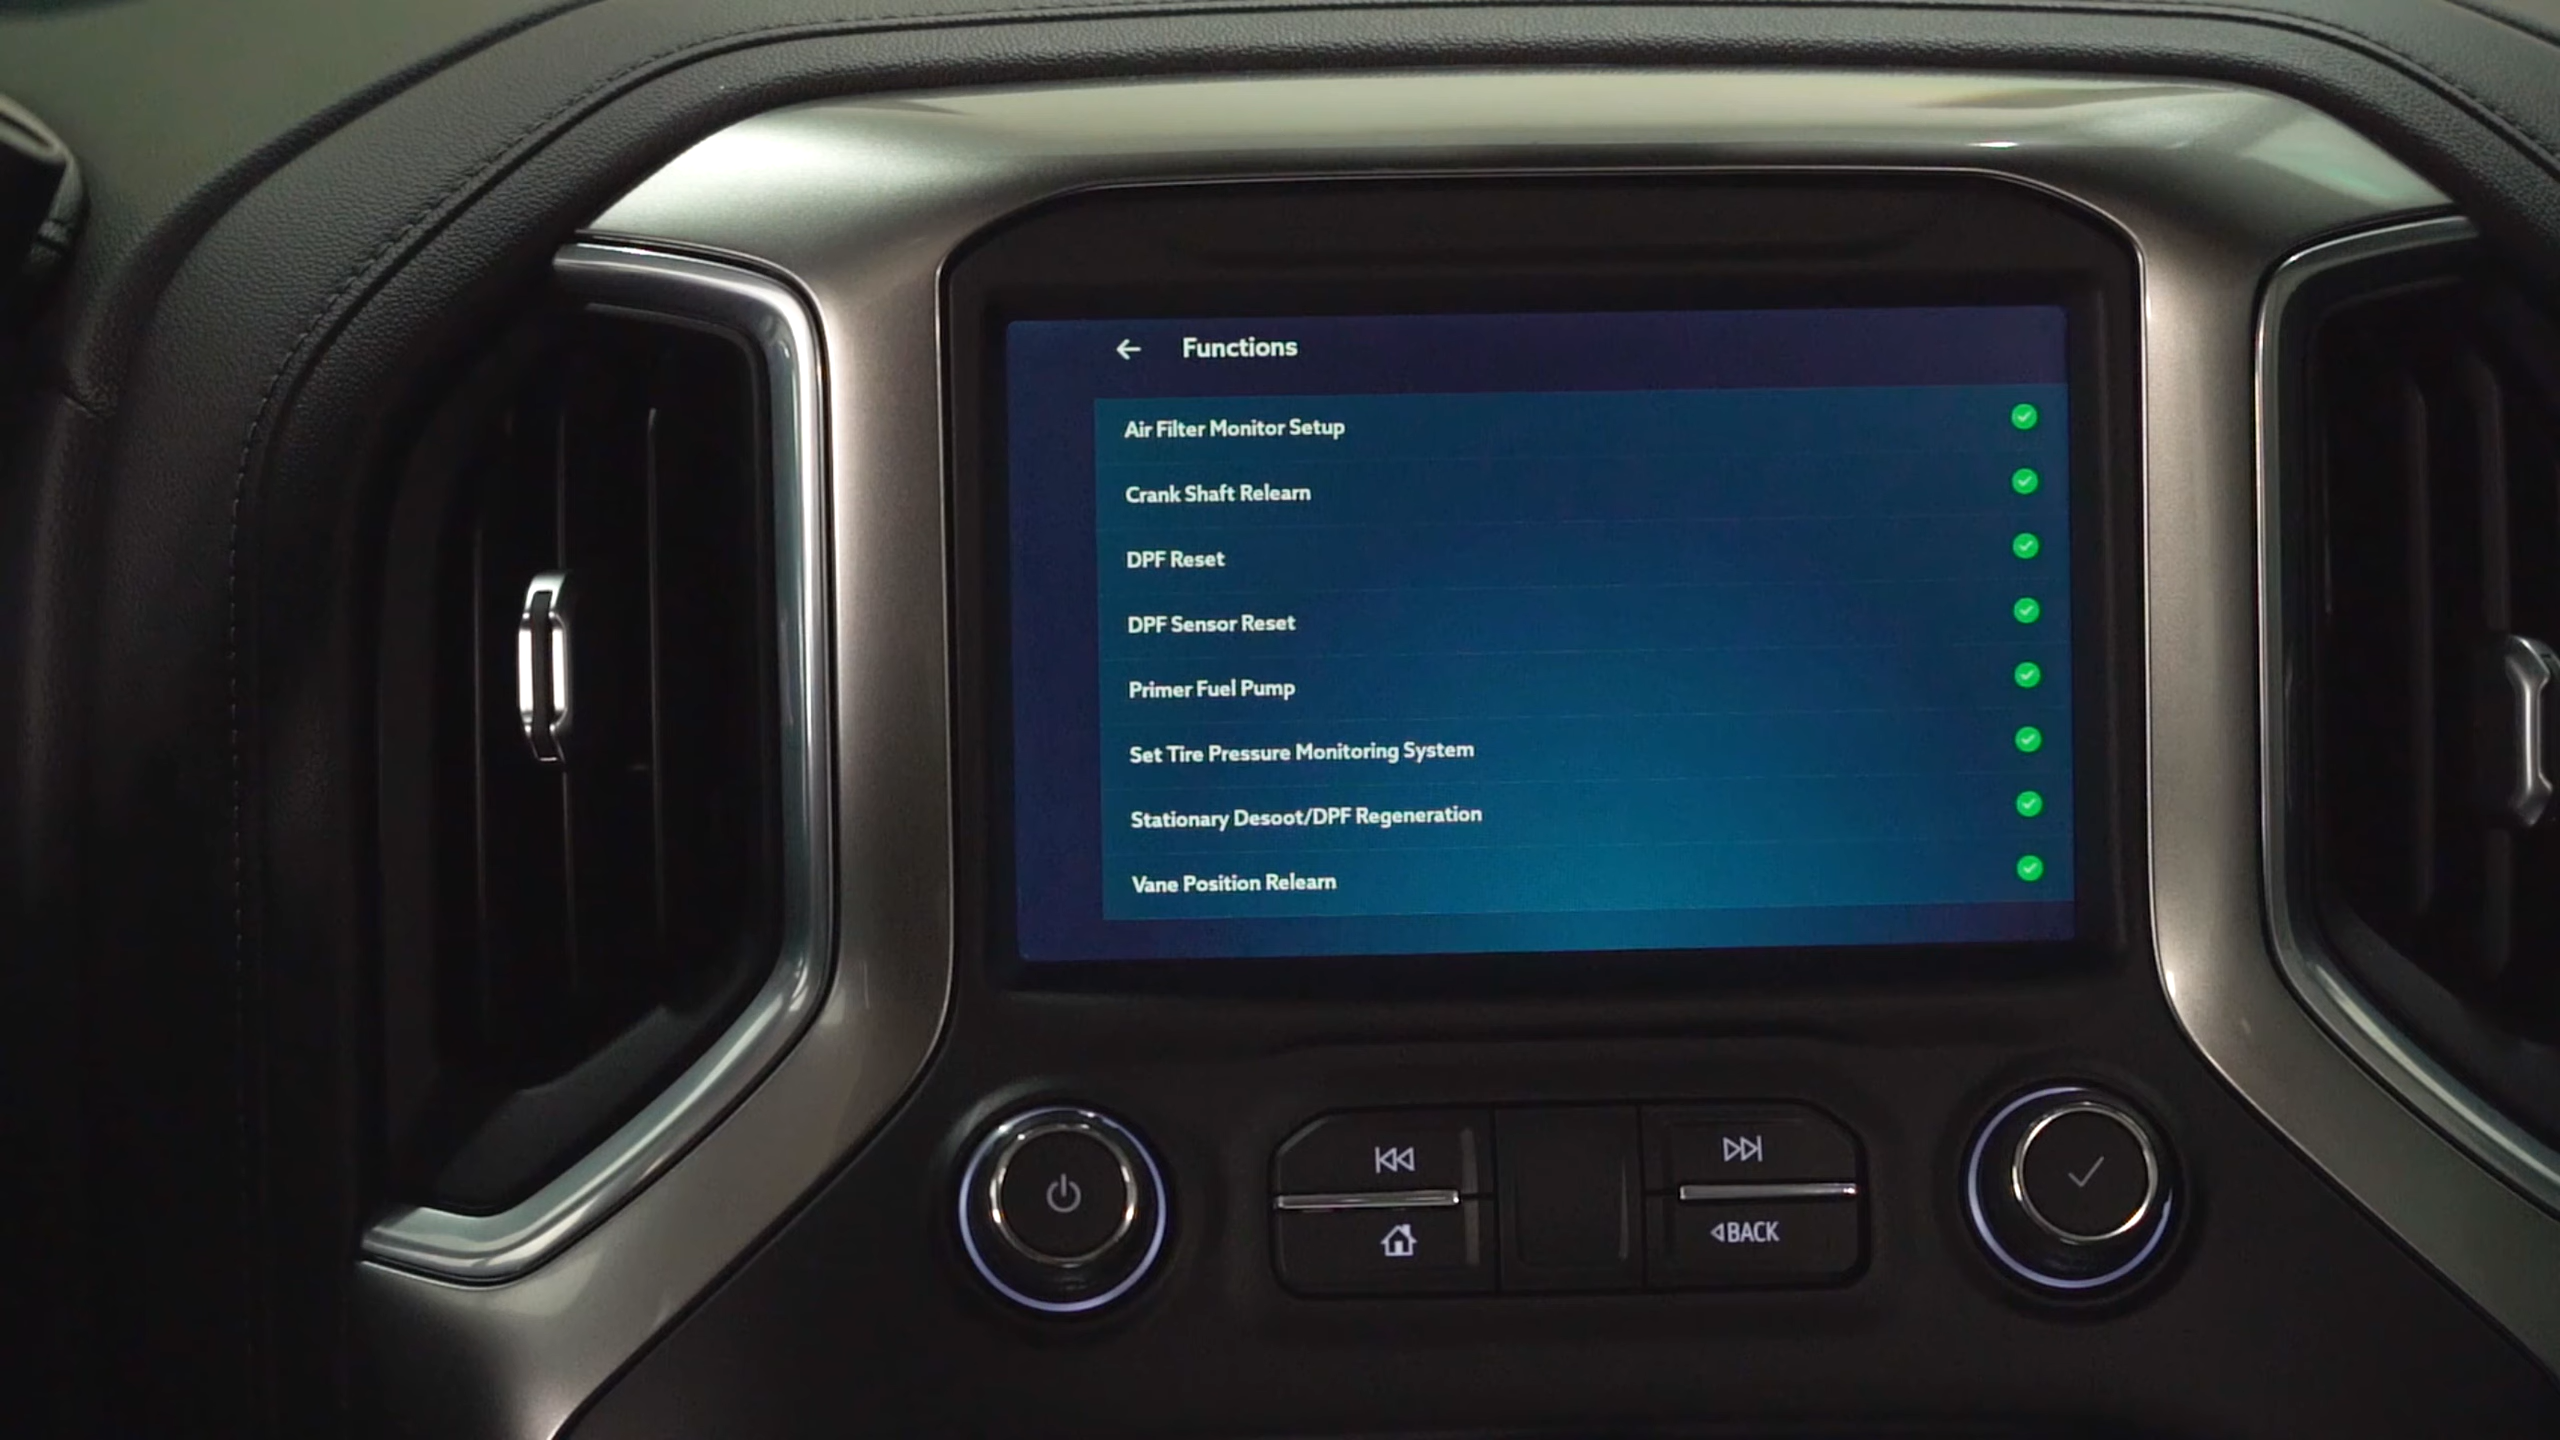 Functions
Air Filter Monitor Setup
Crank Shaft Relearn
DPF Reset
DPF Sensor Reset
Primer Fuel Pump
Set Tire Pressure Monitoring System
Stationary Desoot/DPF Regeneration
Vane Position Relearn
BACK